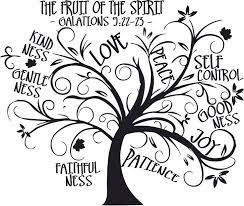 THE FRUIT OF THE SPIRIT
- GALATIONS 5:22-23 -
KIND
NESS
GENTLE
NESS
LOVE
PEACE
SELF
CONTROL
GOOD
NESS
JOY
PATIENCE
FAITHFUL
NESS